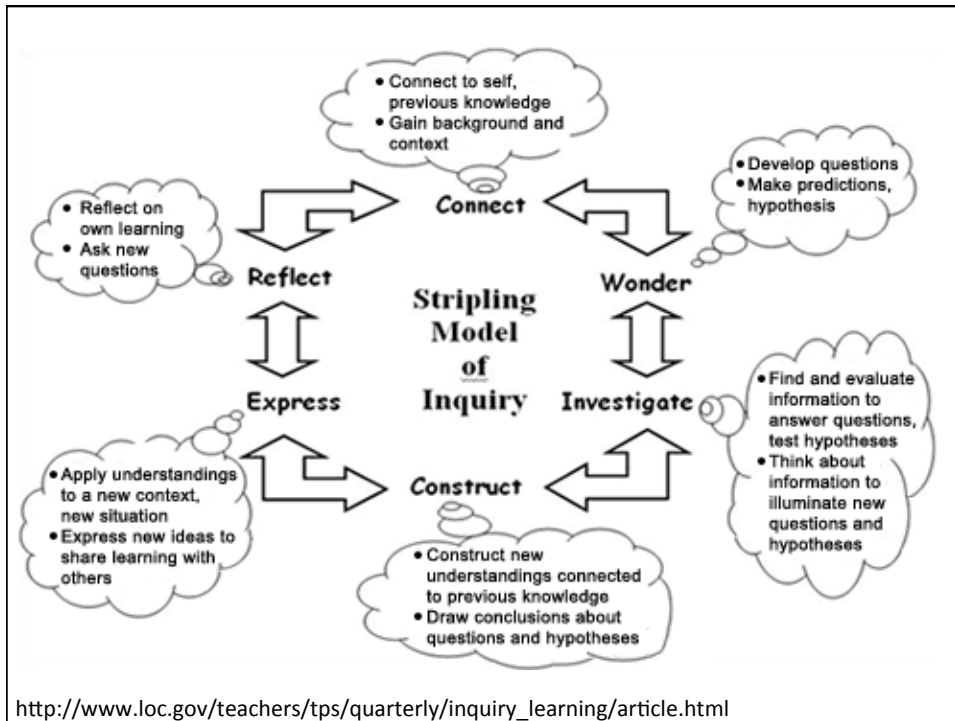 • Connect to self,
previous knowledge
• Gain background and
context
Connect
• Develop questions
• Make predictions,
hypothesis
Wonder
• Reflect on
own learning
• Ask new
questions
Reflect
Stripling
Model
of
Inquiry
Express
Investigate
• Find and evaluate
information to
answer questions,
test hypotheses
• Think about
information to
illuminate new
questions and
hypotheses
• Apply understandings
to a new context,
new situation
• Express new ideas to
share learning with
others
Construct
• Construct new
understandings connected
to previous knowledge
• Draw conclusions about
questions and hypotheses
http://www.loc.gov/teachers/tps/quarterly/inquiry_learning/article.html